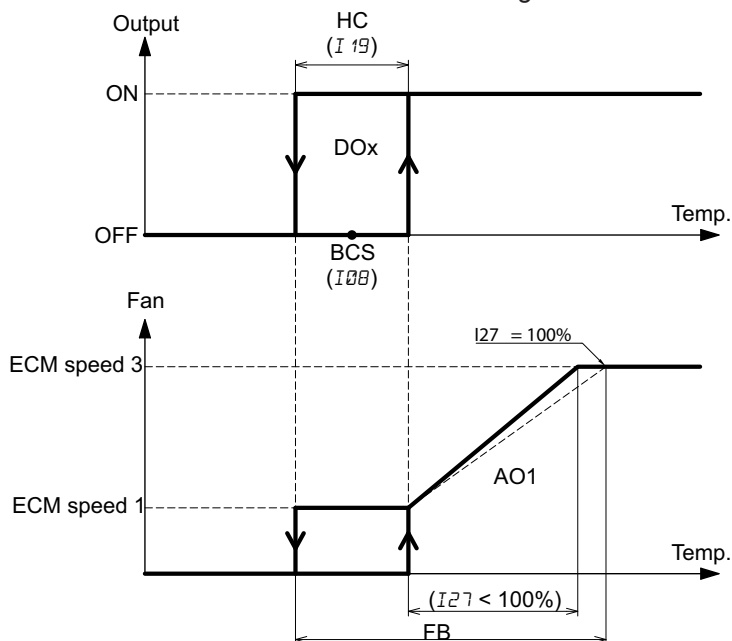 HC
Output
(I 19)
ON
DOx
Temp.
OFF
BCS
(I08)
Fan
I27 = 100%
ECM speed 3
AO1
ECM speed 1
Temp.
(I27 < 100%)
FB